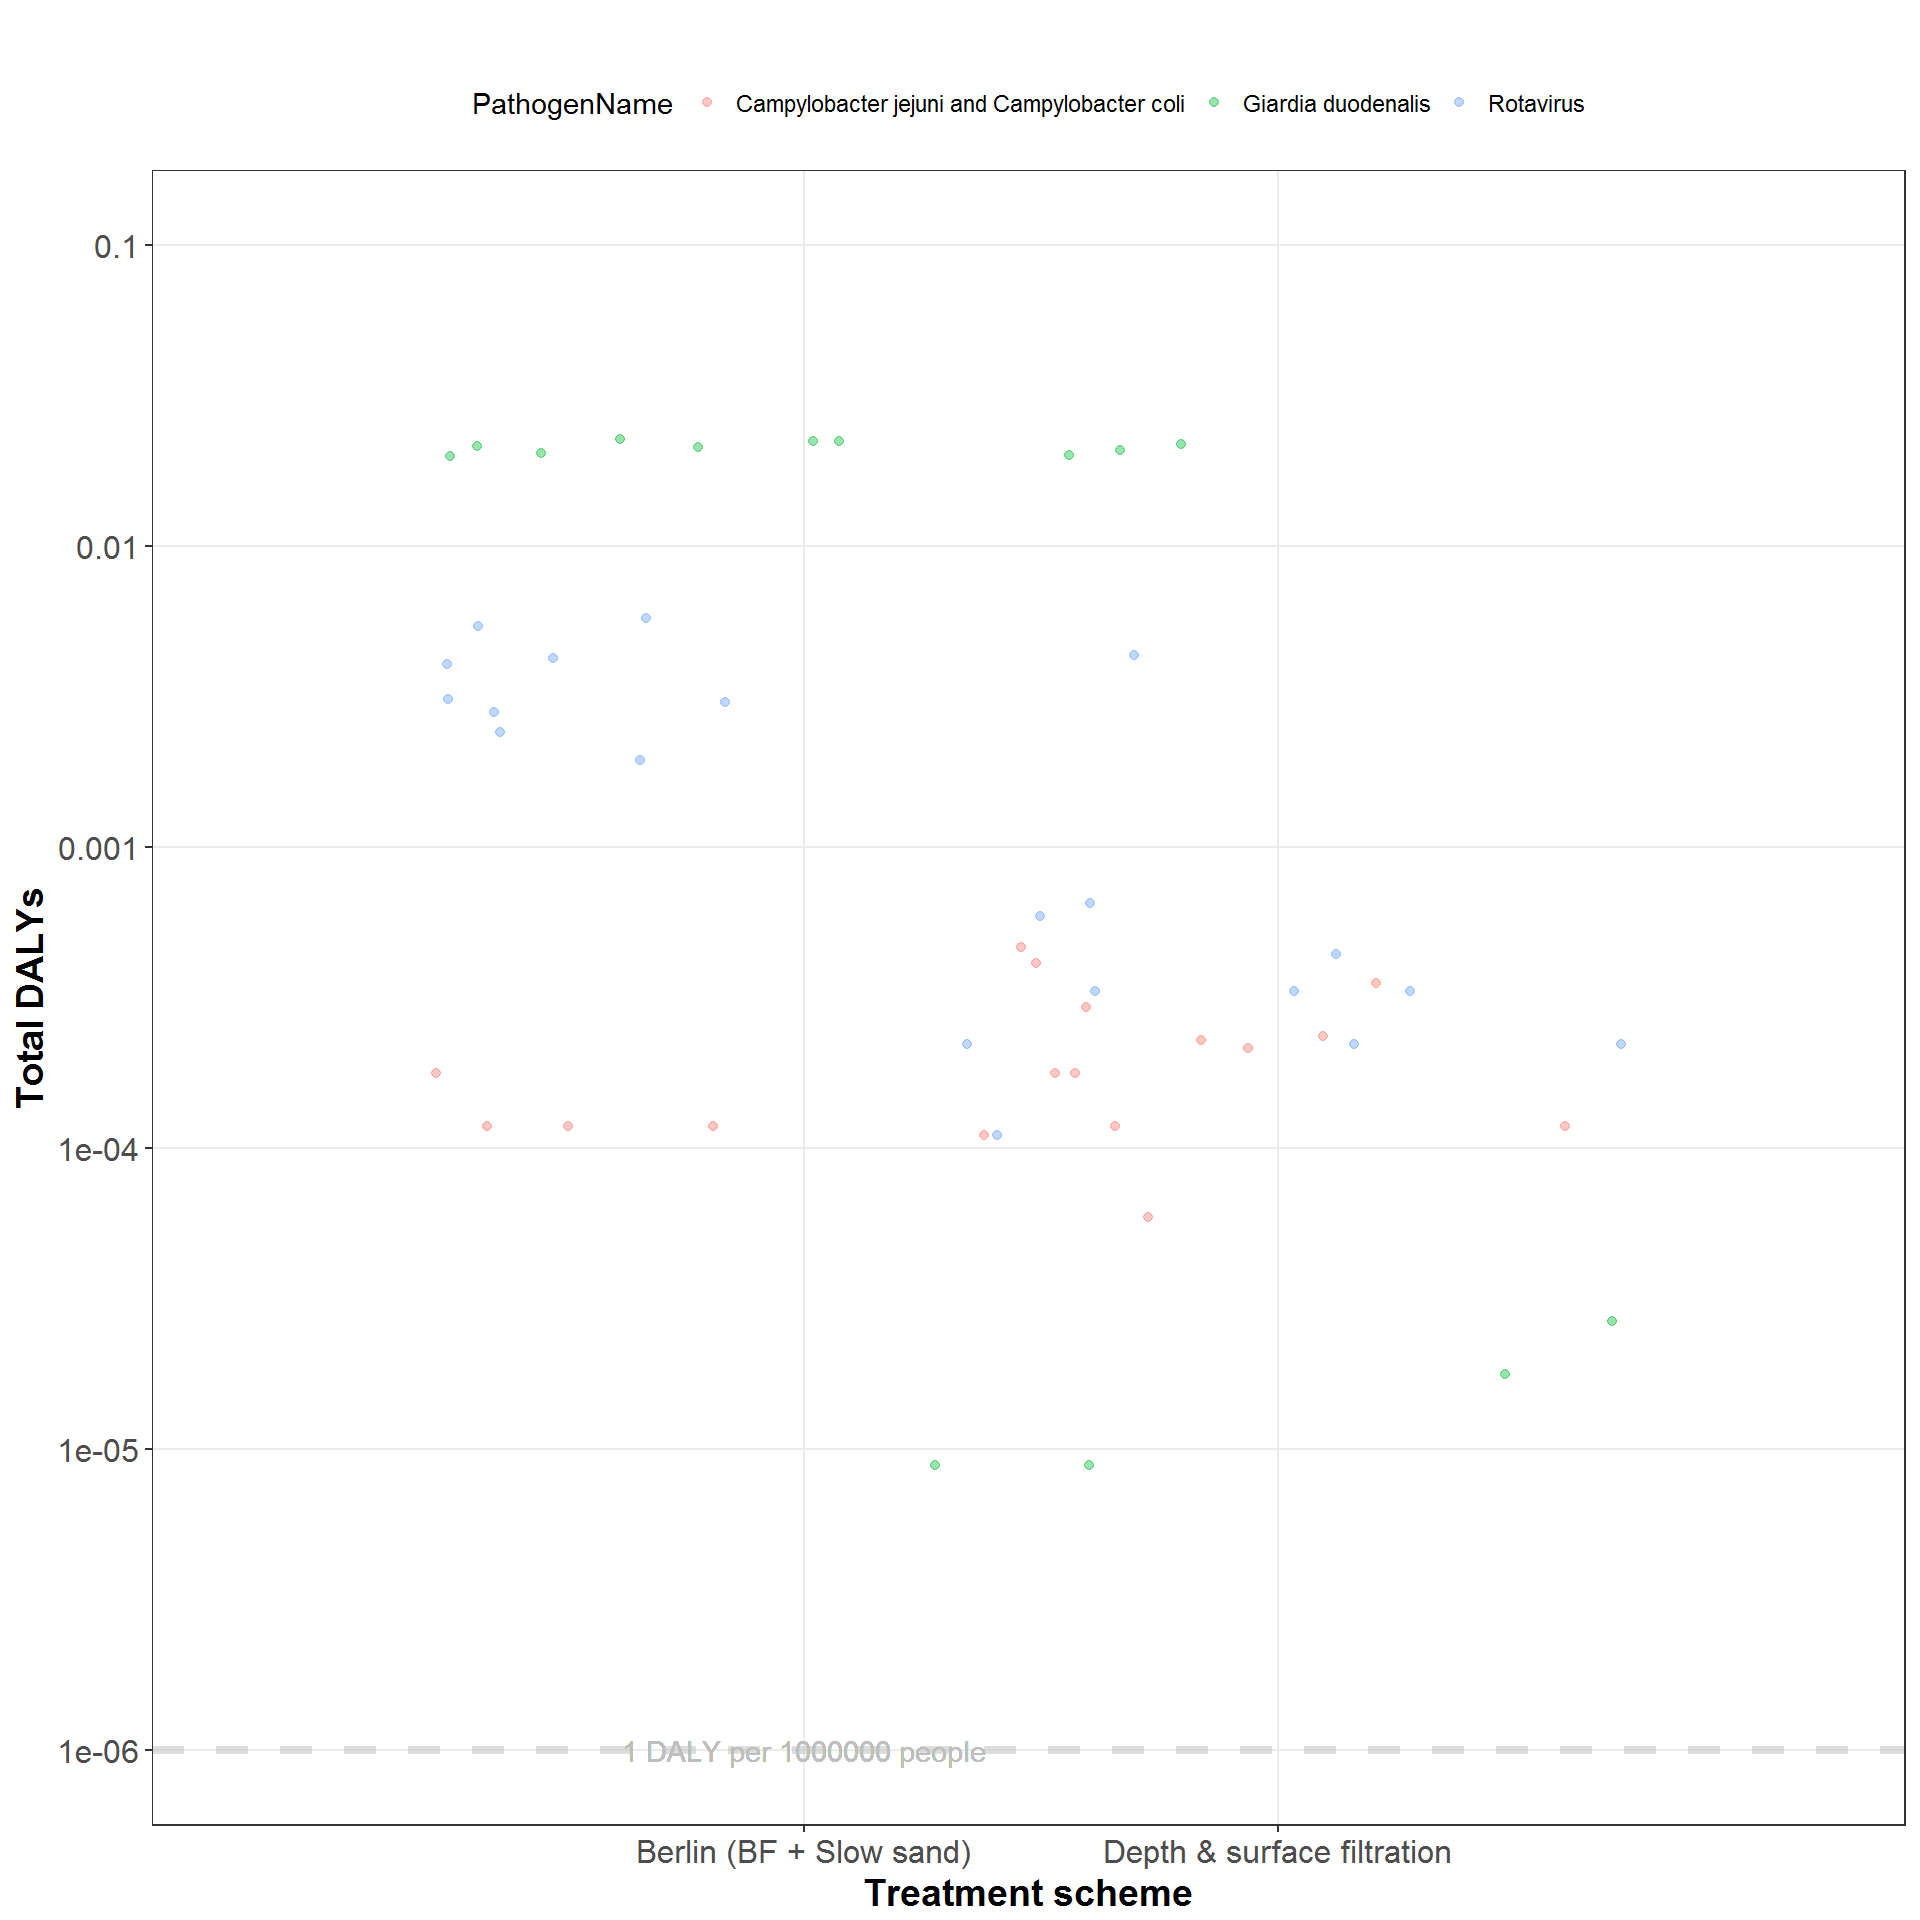 PathogenName Campylobacter jejuni and Campylobacter coli Giardia duodenalis Rotavirus
Total DALYs
0.1
0.01
0.001
1e-04
1e-05
1e-06
1 DALY per 1000000 people
Berlin (BF + Slow sand) Depth & surface filtration
Treatment scheme